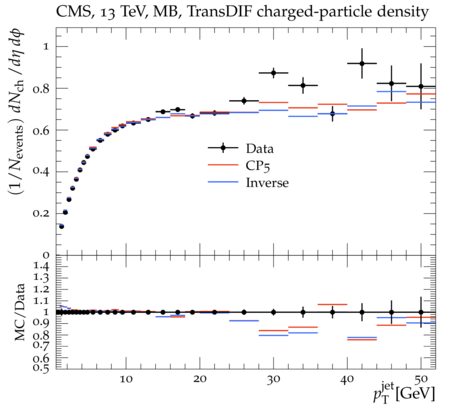 CMS, 13 TeV, MB, TransDIF charged-particle density
(1/N_events) dN_ch/dη dφ
1
0.8
0.6
0.4
0.2
0
Data
CP5
Inverse
MC/Data
1.4
1.3
1.2
1.1
1
0.9
0.8
0.7
0.6
0.5
10 20 30 40 50
p_T^jet [GeV]